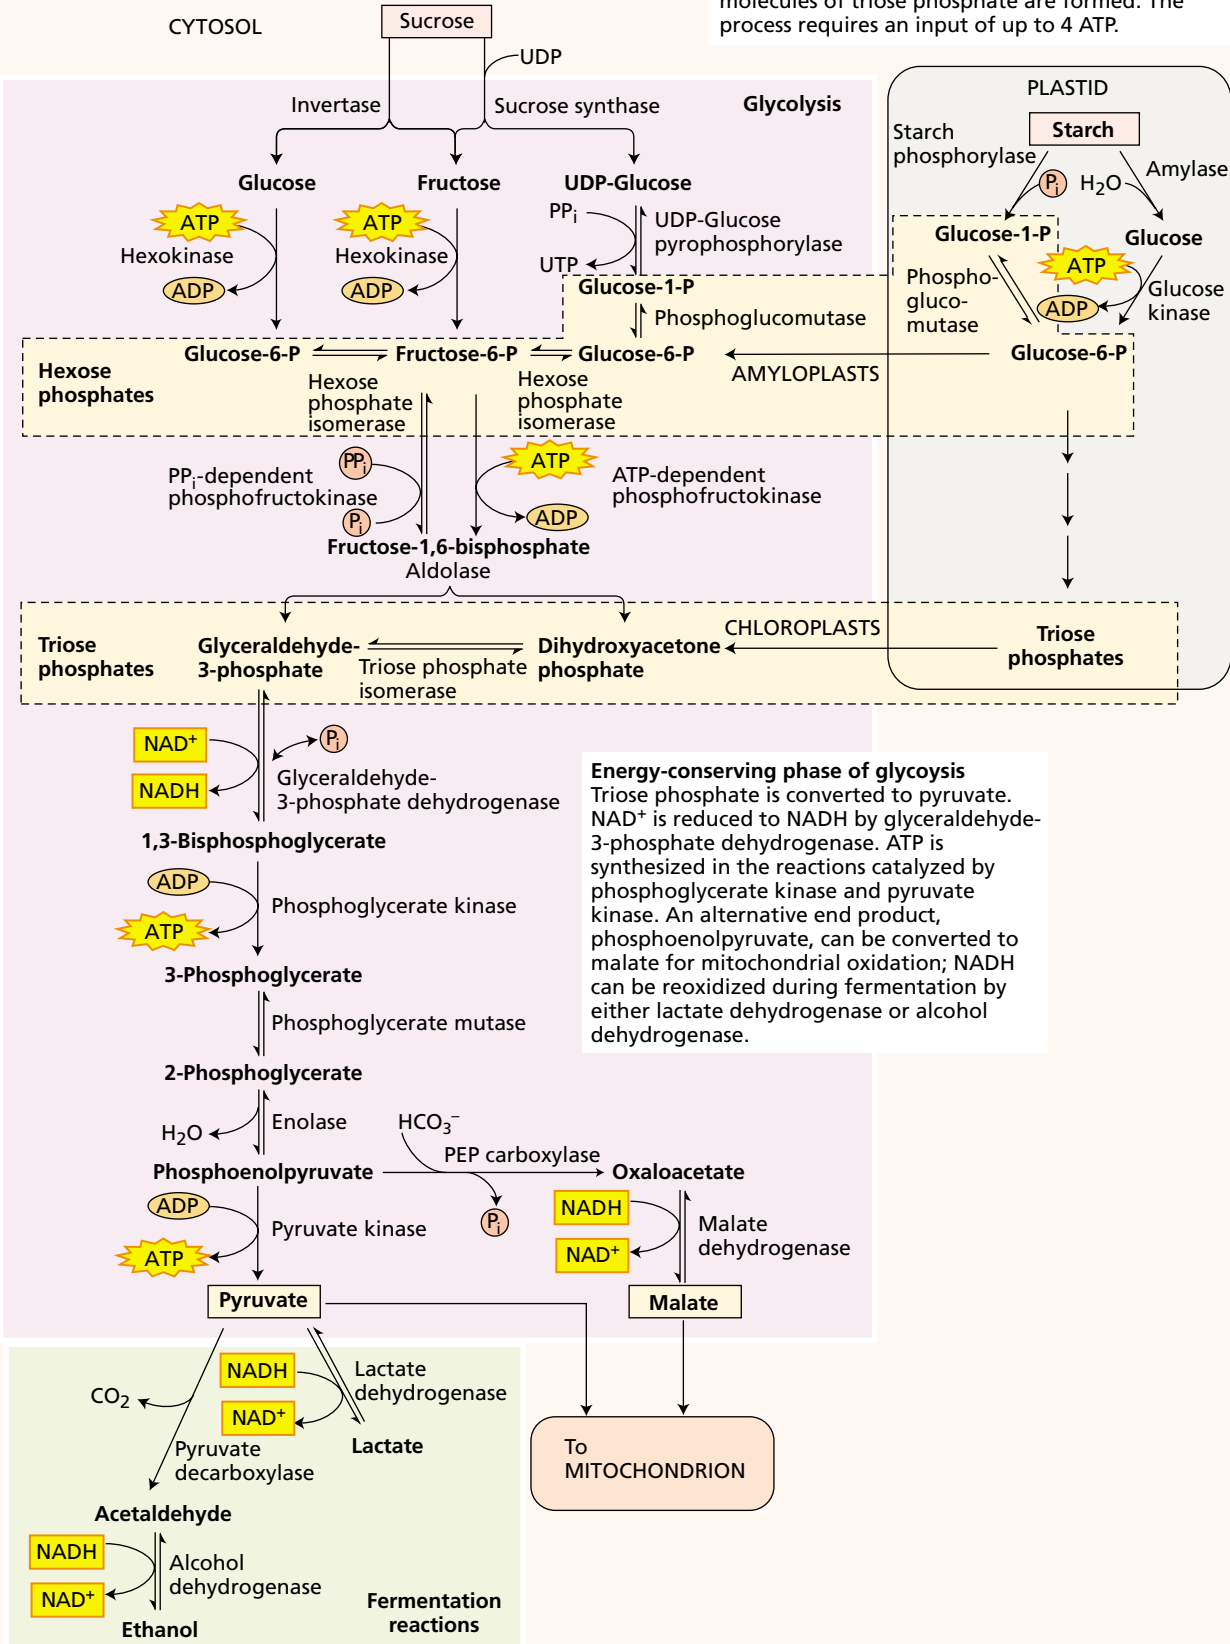 molecules of triose phosphate are formed. The
process requires an input of up to 4 ATP.
CYTOSOL
Sucrose
UDP
Invertase
Sucrose synthase
Glycolysis
PLASTID
Starch
Starch
phosphorylase
Pi
H2O
Amylase
Glucose
Fructose
UDP-Glucose
ATP
Hexokinase
ADP
ATP
Hexokinase
ADP
PPi
UTP
UDP-Glucose
pyrophosphorylase
Glucose-1-P
Glucose
Phospho-
gluco-
mutase
ATP
ADP
Glucose
kinase
Glucose-1-P
Phosphoglucomutase
Hexose
phosphates
Glucose-6-P
Fructose-6-P
Glucose-6-P
AMYLOPLASTS
Glucose-6-P
Hexose
phosphate
isomerase
Hexose
phosphate
isomerase
PPi-dependent
phosphofructokinase
PPi
Pi
ATP
ADP
ATP-dependent
phosphofructokinase
Fructose-1,6-bisphosphate
Aldolase
Triose
phosphates
Glyceraldehyde-
3-phosphate
Triose phosphate
isomerase
Dihydroxyacetone
phosphate
CHLOROPLASTS
Triose
phosphates
NAD+
NADH
Pi
Glyceraldehyde-
3-phosphate dehydrogenase
Energy-conserving phase of glycoysis
Triose phosphate is converted to pyruvate.
NAD+ is reduced to NADH by glyceraldehyde-
3-phosphate dehydrogenase. ATP is
synthesized in the reactions catalyzed by
phosphoglycerate kinase and pyruvate
kinase. An alternative end product,
phosphoenolpyruvate, can be converted to
malate for mitochondrial oxidation; NADH
can be reoxidized during fermentation by
either lactate dehydrogenase or alcohol
dehydrogenase.
1,3-Bisphosphoglycerate
ADP
ATP
Phosphoglycerate kinase
3-Phosphoglycerate
Phosphoglycerate mutase
2-Phosphoglycerate
H2O
Enolase
HCO3−
PEP carboxylase
Phosphoenolpyruvate
Oxaloacetate
Pi
ADP
ATP
Pyruvate kinase
NADH
NAD+
Malate
dehydrogenase
Pyruvate
Malate
CO2
NADH
NAD+
Lactate
dehydrogenase
Lactate
Pyruvate
decarboxylase
To
MITOCHONDRION
Acetaldehyde
NADH
NAD+
Alcohol
dehydrogenase
Ethanol
Fermentation
reactions